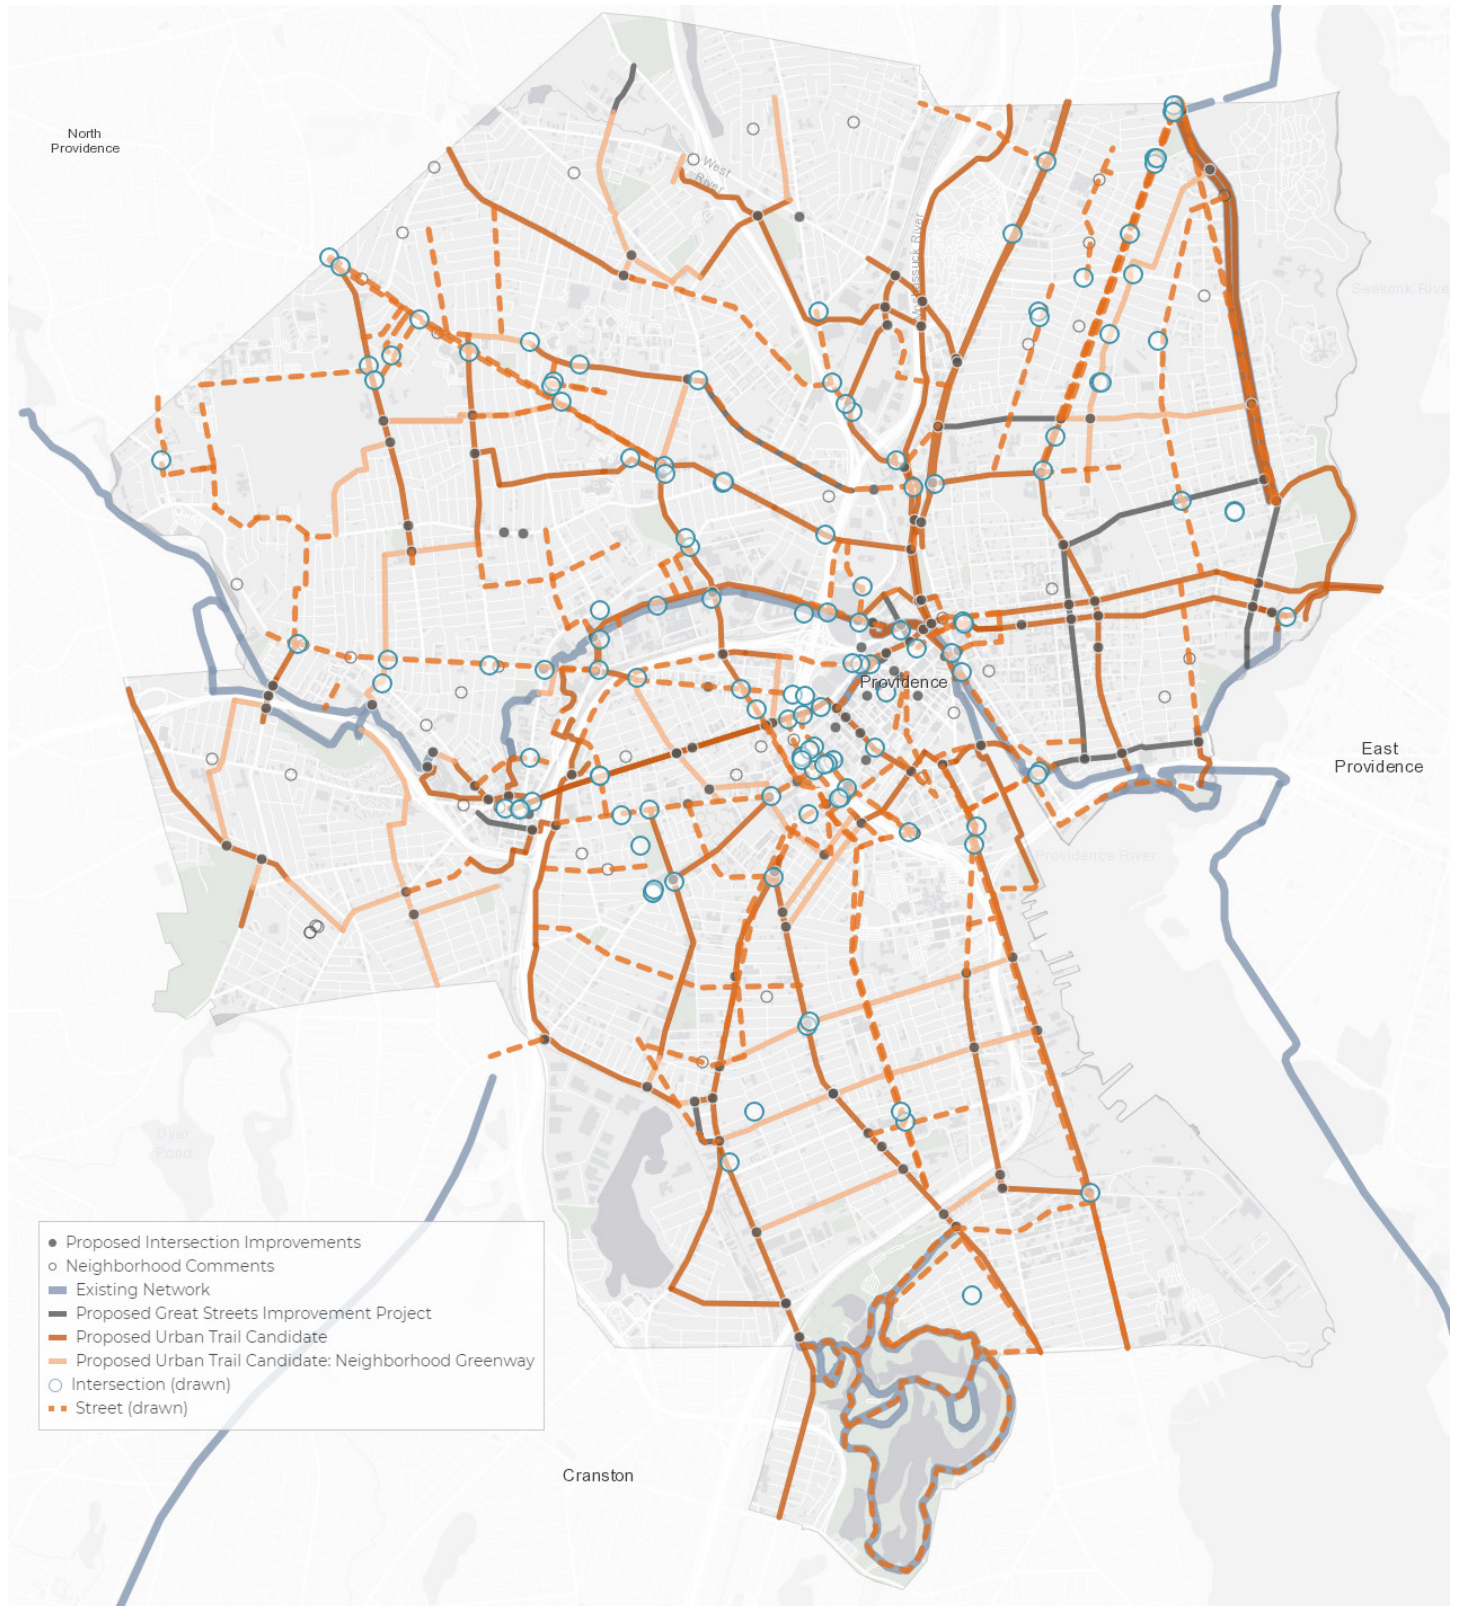 North
Providence
West
River
Moshassuck River
Seekonk River
Providence
East
Providence
Providence River
Dyer
Pond
Proposed Intersection Improvements
Neighborhood Comments
Existing Network
Proposed Great Streets Improvement Project
Proposed Urban Trail Candidate
Proposed Urban Trail Candidate: Neighborhood Greenway
Intersection (drawn)
Street (drawn)
Cranston